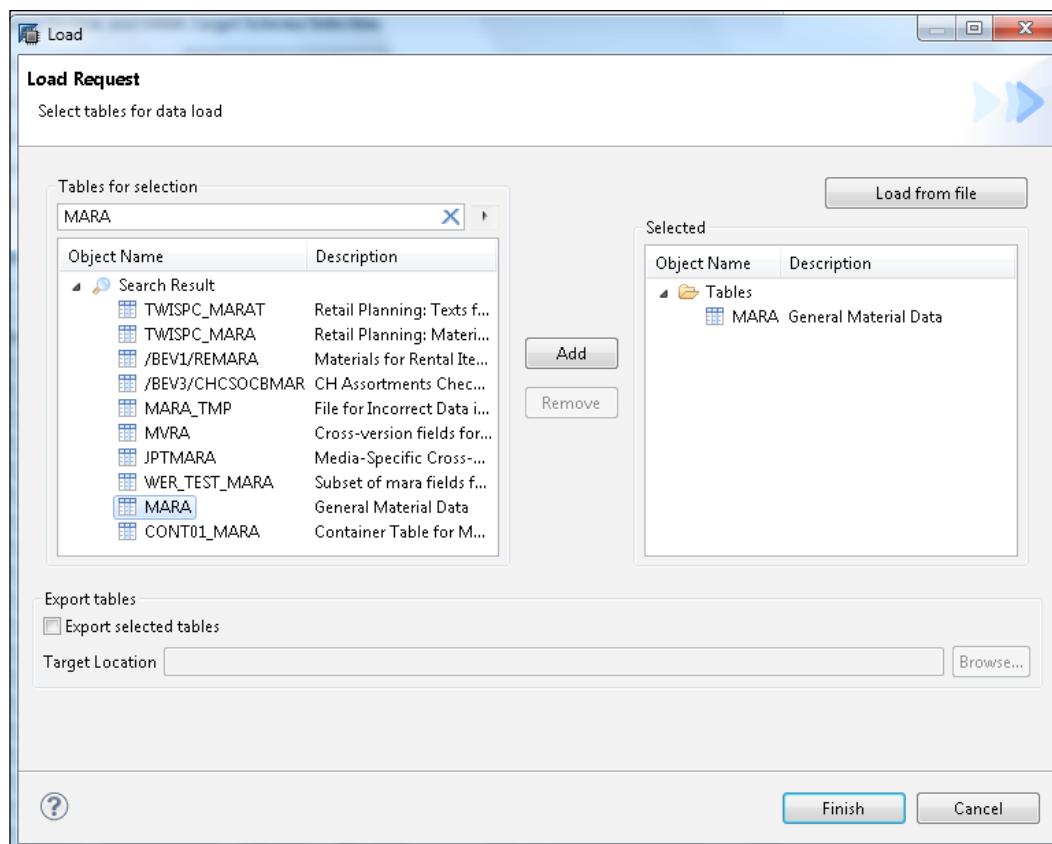 Load
Load Request
Select tables for data load
Tables for selection
MARA
Load from file
Selected
Object Name Description
Search Result
TWISPC_MARAT Retail Planning: Texts f...
TWISPC_MARA Retail Planning: Materi...
/BEV1/REMARA Materials for Rental Ite...
/BEV3/CHCSOCBMAR CH Assortments Chec...
MARA_TMP File for Incorrect Data i...
MVRA Cross-version fields for...
JPTMARA Media-Specific Cross-...
WER_TEST_MARA Subset of mara fields f...
MARA General Material Data
CONT01_MARA Container Table for M...
Add
Remove
Object Name Description
Tables
MARA General Material Data
Export tables
Export selected tables
Target Location
Browse...
?
Finish
Cancel